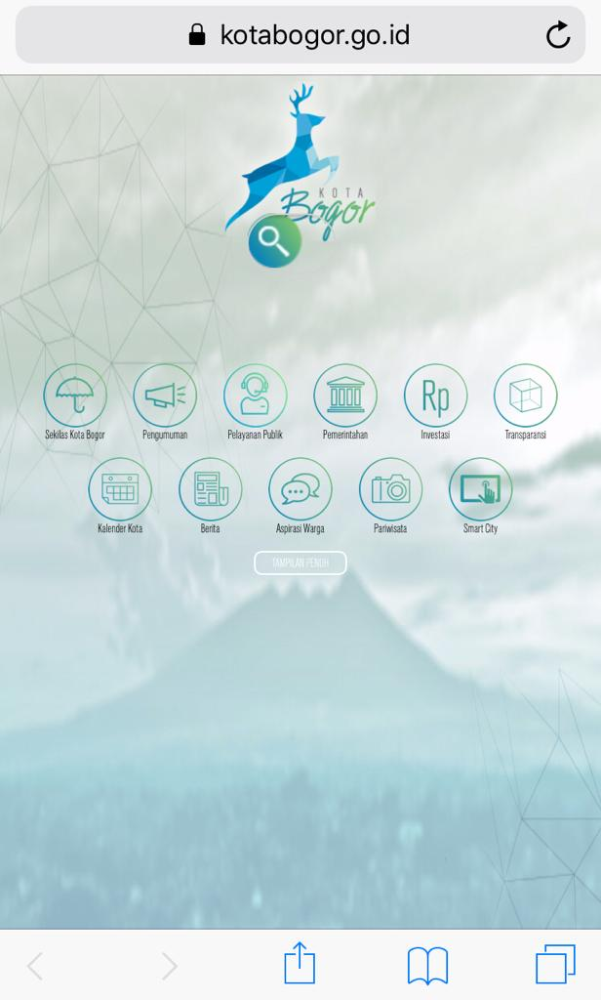 kotabogor.go.id
KOTA
Bogor
Sekilas Kota Bogor
Pengumuman
Pelayanan Publik
Pemerintahan
Rp
Investasi
Transparansi
Kalender Kota
Berita
Aspirasi Warga
Pariwisata
Smart City
TAMPILAN PENUH